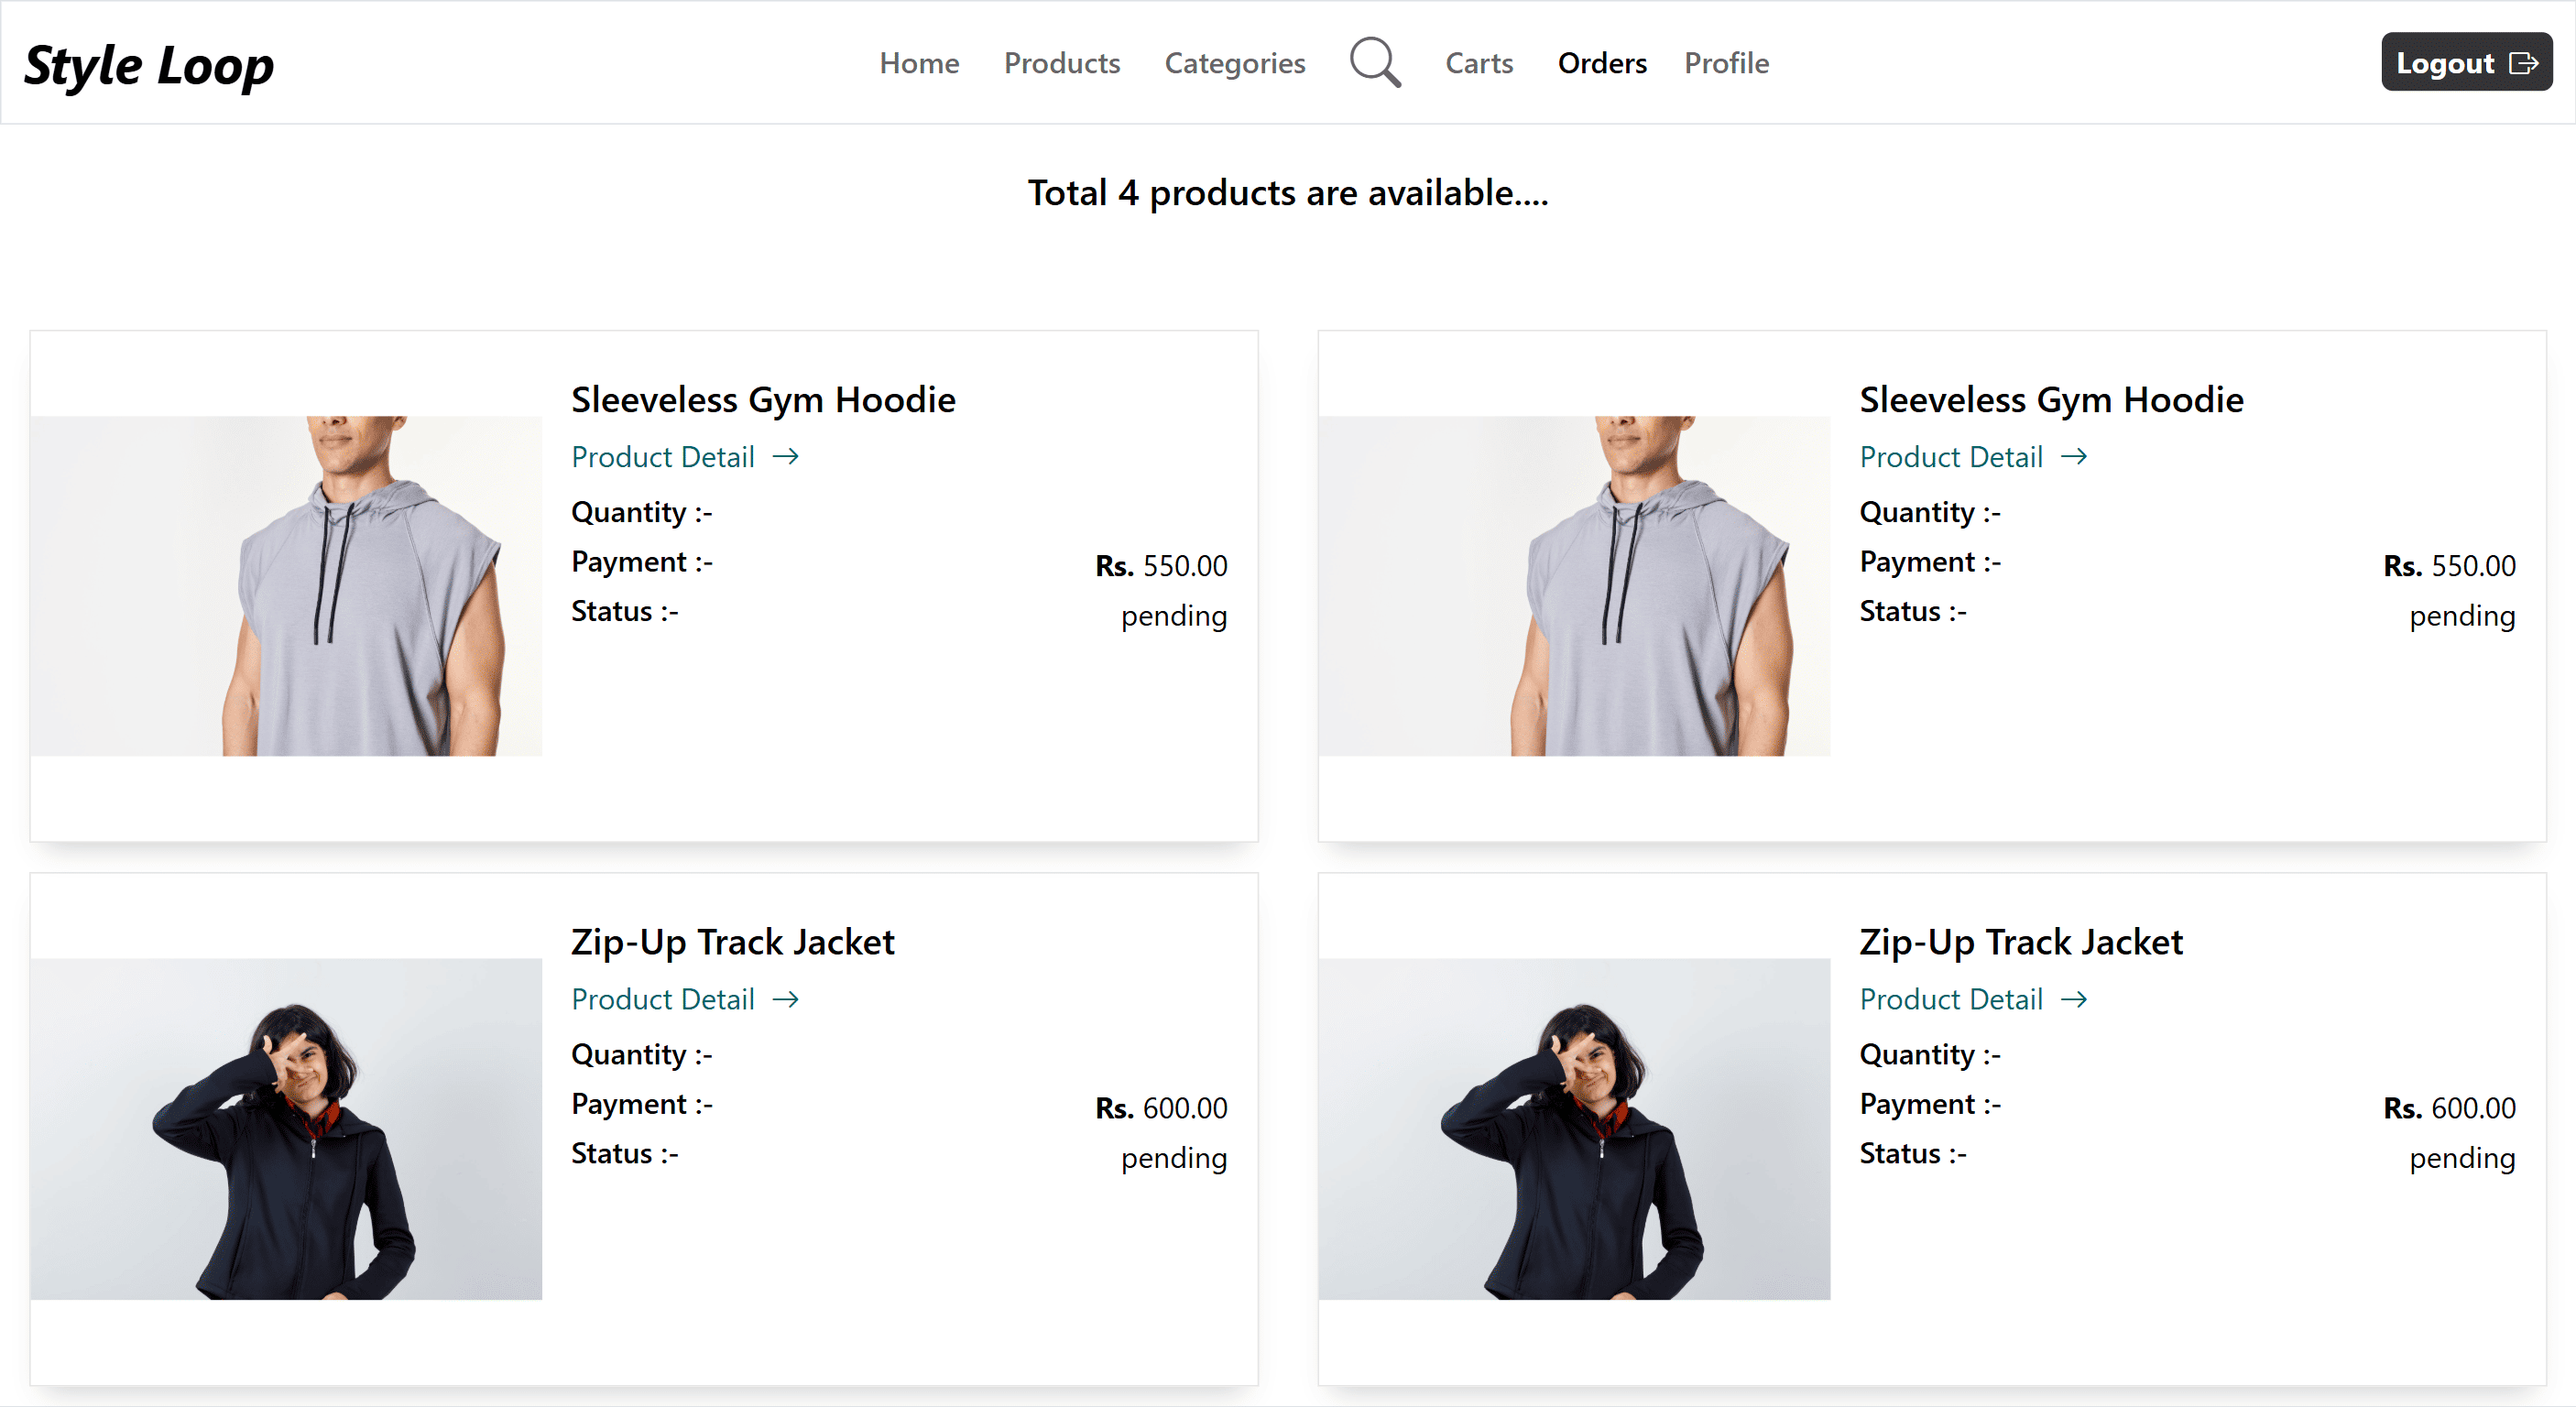 Style Loop
Home Products Categories Carts Orders Profile
Logout
Total 4 products are available....
Sleeveless Gym Hoodie
Product Detail →
Quantity :-
Payment :-
Rs. 550.00
Status :-
pending
Sleeveless Gym Hoodie
Product Detail →
Quantity :-
Payment :-
Rs. 550.00
Status :-
pending
Zip-Up Track Jacket
Product Detail →
Quantity :-
Payment :-
Rs. 600.00
Status :-
pending
Zip-Up Track Jacket
Product Detail →
Quantity :-
Payment :-
Rs. 600.00
Status :-
pending